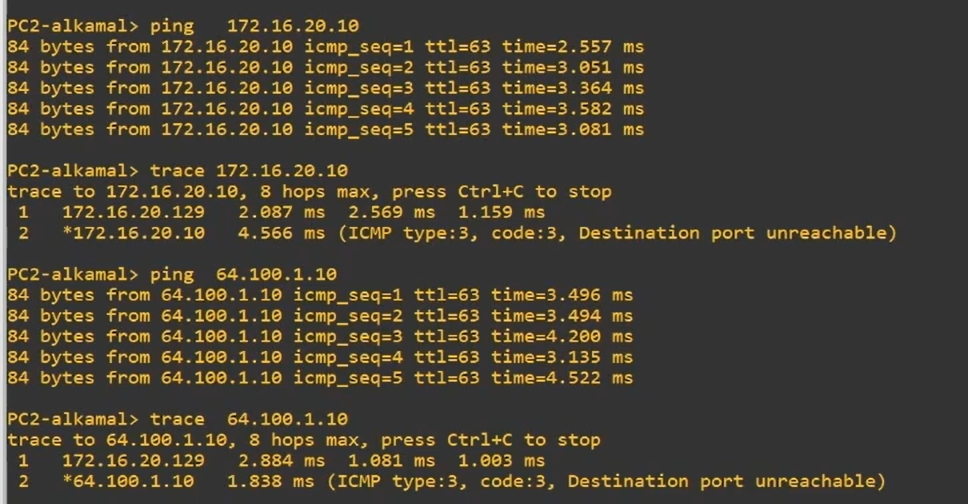 PC2-alkamal> ping   172.16.20.10
84 bytes from 172.16.20.10 icmp_seq=1 ttl=63 time=2.557 ms
84 bytes from 172.16.20.10 icmp_seq=2 ttl=63 time=3.051 ms
84 bytes from 172.16.20.10 icmp_seq=3 ttl=63 time=3.364 ms
84 bytes from 172.16.20.10 icmp_seq=4 ttl=63 time=3.582 ms
84 bytes from 172.16.20.10 icmp_seq=5 ttl=63 time=3.081 ms
PC2-alkamal> trace 172.16.20.10
trace to 172.16.20.10, 8 hops max, press Ctrl+C to stop
 1   172.16.20.129   2.087 ms  2.569 ms  1.159 ms
 2   *172.16.20.10   4.566 ms (ICMP type:3, code:3, Destination port unreachable)
PC2-alkamal> ping  64.100.1.10
84 bytes from 64.100.1.10 icmp_seq=1 ttl=63 time=3.496 ms
84 bytes from 64.100.1.10 icmp_seq=2 ttl=63 time=3.494 ms
84 bytes from 64.100.1.10 icmp_seq=3 ttl=63 time=4.200 ms
84 bytes from 64.100.1.10 icmp_seq=4 ttl=63 time=3.135 ms
84 bytes from 64.100.1.10 icmp_seq=5 ttl=63 time=4.522 ms
PC2-alkamal> trace  64.100.1.10
trace to 64.100.1.10, 8 hops max, press Ctrl+C to stop
 1   172.16.20.129   2.884 ms  1.081 ms  1.003 ms
 2   *64.100.1.10   1.838 ms (ICMP type:3, code:3, Destination port unreachable)